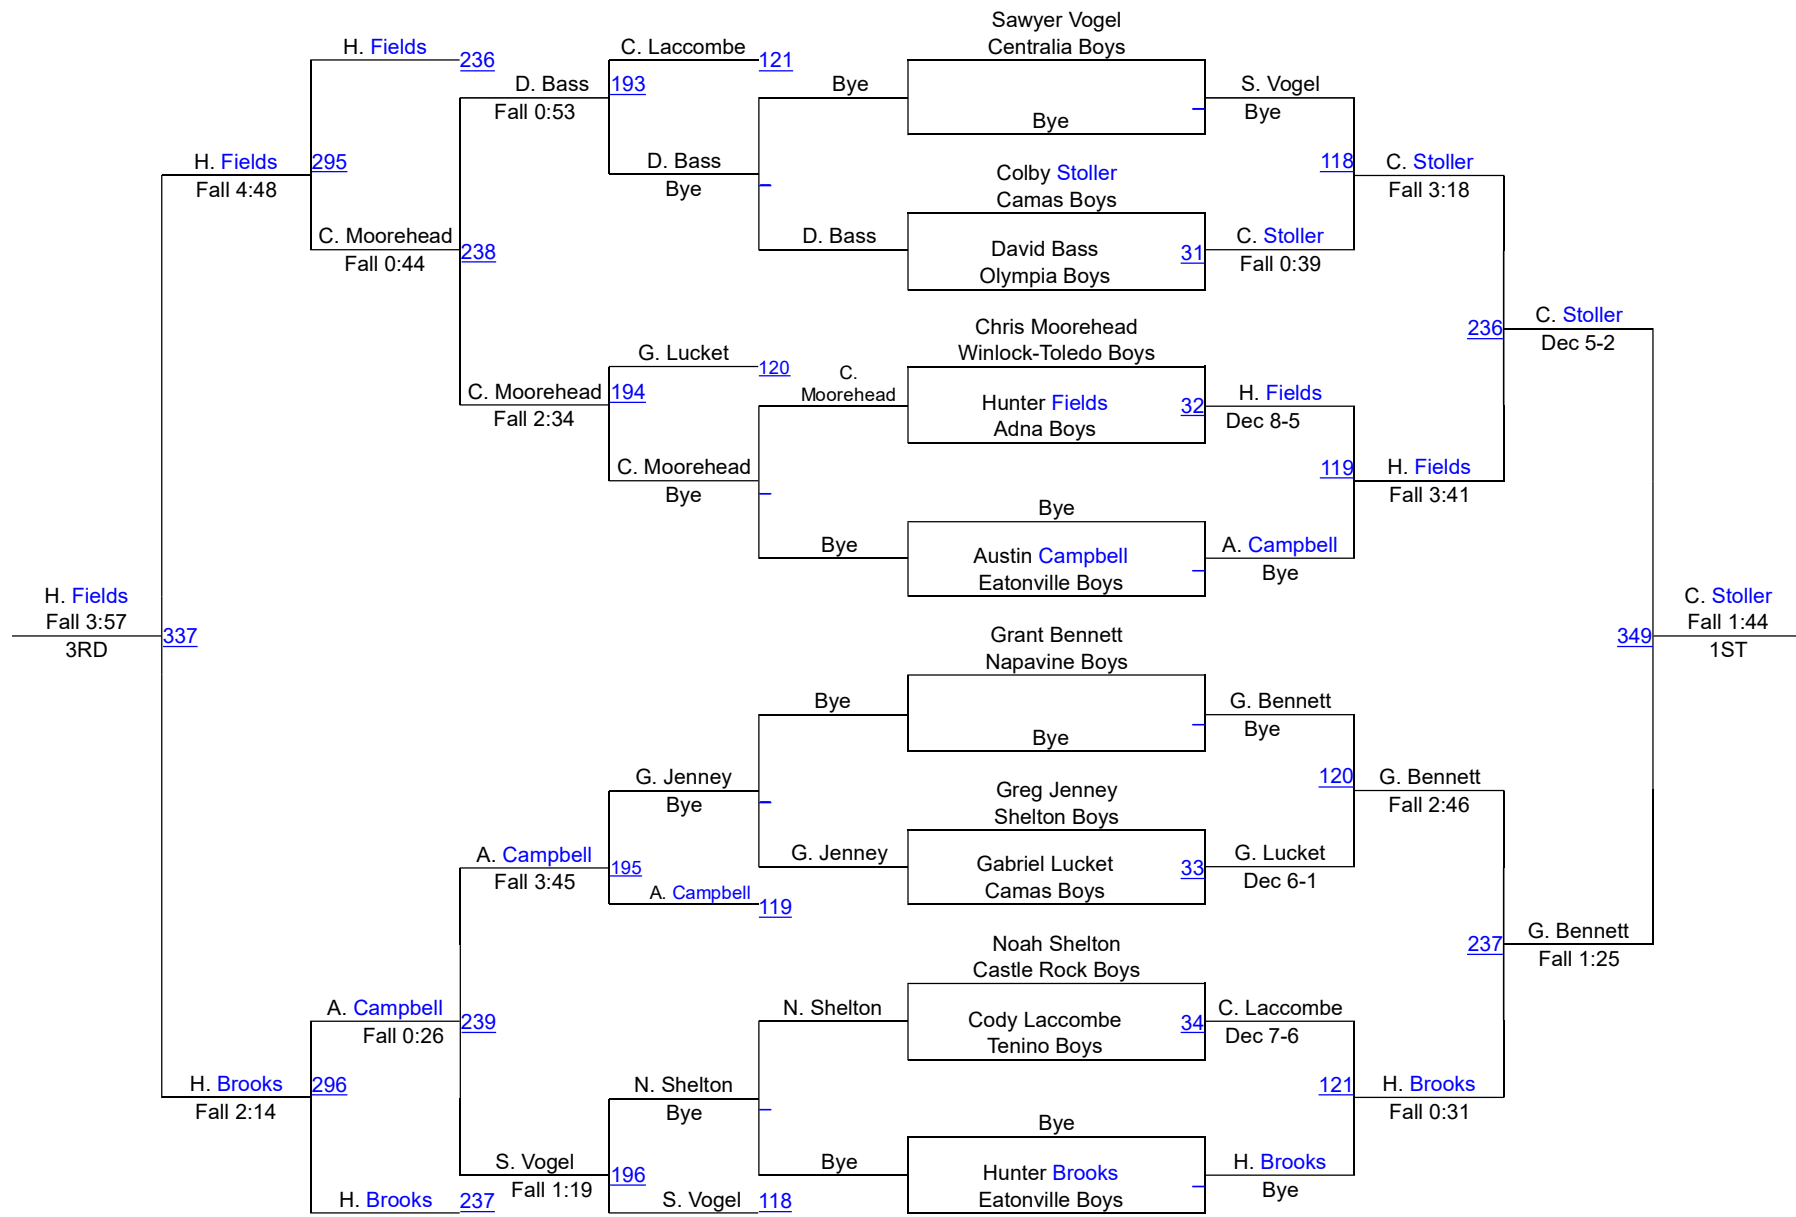 Sawyer Vogel
Centralia Boys
H. Fields
236
C. Laccombe
121
D. Bass
193
Fall 0:53
Bye
Bye
S. Vogel
Bye
H. Fields
295
Fall 4:48
D. Bass
Bye
Colby Stoller
Camas Boys
118
C. Stoller
Fall 3:18
C. Moorehead
238
Fall 0:44
D. Bass
David Bass
Olympia Boys
31
C. Stoller
Fall 0:39
Chris Moorehead
Winlock-Toledo Boys
236
C. Stoller
Dec 5-2
G. Lucket
120
C. Moorehead
194
Fall 2:34
C.
Moorehead
Hunter Fields
Adna Boys
32
H. Fields
Dec 8-5
C. Moorehead
Bye
119
H. Fields
Fall 3:41
Bye
Bye
Austin Campbell
Eatonville Boys
A. Campbell
Bye
H. Fields
Fall 3:57
3RD
337
349
C. Stoller
Fall 1:44
1ST
Grant Bennett
Napavine Boys
Bye
Bye
G. Bennett
Bye
G. Jenney
Bye
Greg Jenney
Shelton Boys
120
G. Bennett
Fall 2:46
A. Campbell
195
Fall 3:45
G. Jenney
Gabriel Lucket
Camas Boys
33
G. Lucket
Dec 6-1
A. Campbell
119
Noah Shelton
Castle Rock Boys
237
G. Bennett
Fall 1:25
A. Campbell
239
Fall 0:26
N. Shelton
Cody Laccombe
Tenino Boys
34
C. Laccombe
Dec 7-6
H. Brooks
296
Fall 2:14
N. Shelton
Bye
121
H. Brooks
Fall 0:31
Bye
S. Vogel
196
Fall 1:19
Bye
Hunter Brooks
Eatonville Boys
H. Brooks
Bye
H. Brooks
237
S. Vogel
118